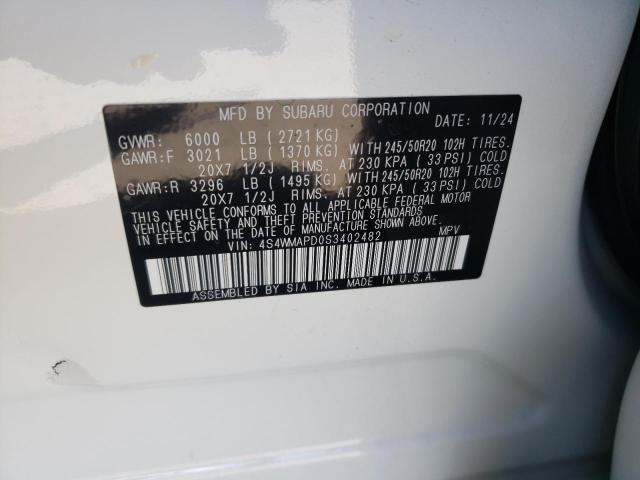 MFD BY SUBARU CORPORATION DATE: 11/24
GVWR: 6000 LB ( 2721 KG)
GAWR:F 3021 LB ( 1370 KG) WITH 245/50R20 102H TIRES.
20X7 1/2J RIMS. AT 230 KPA ( 33 PSI) COLD
GAWR:R 3296 LB ( 1495 KG) WITH 245/50R20 102H TIRES.
20X7 1/2J RIMS. AT 230 KPA ( 33 PSI) COLD
THIS VEHICLE CONFORMS TO ALL APPLICABLE FEDERAL MOTOR
VEHICLE SAFETY AND THEFT PREVENTION STANDARDS
IN EFFECT ON THE DATE OF MANUFACTURE SHOWN ABOVE.
VIN: 4S4WMAPD0S3402482 MPV
ASSEMBLED BY SIA INC. MADE IN U.S.A.